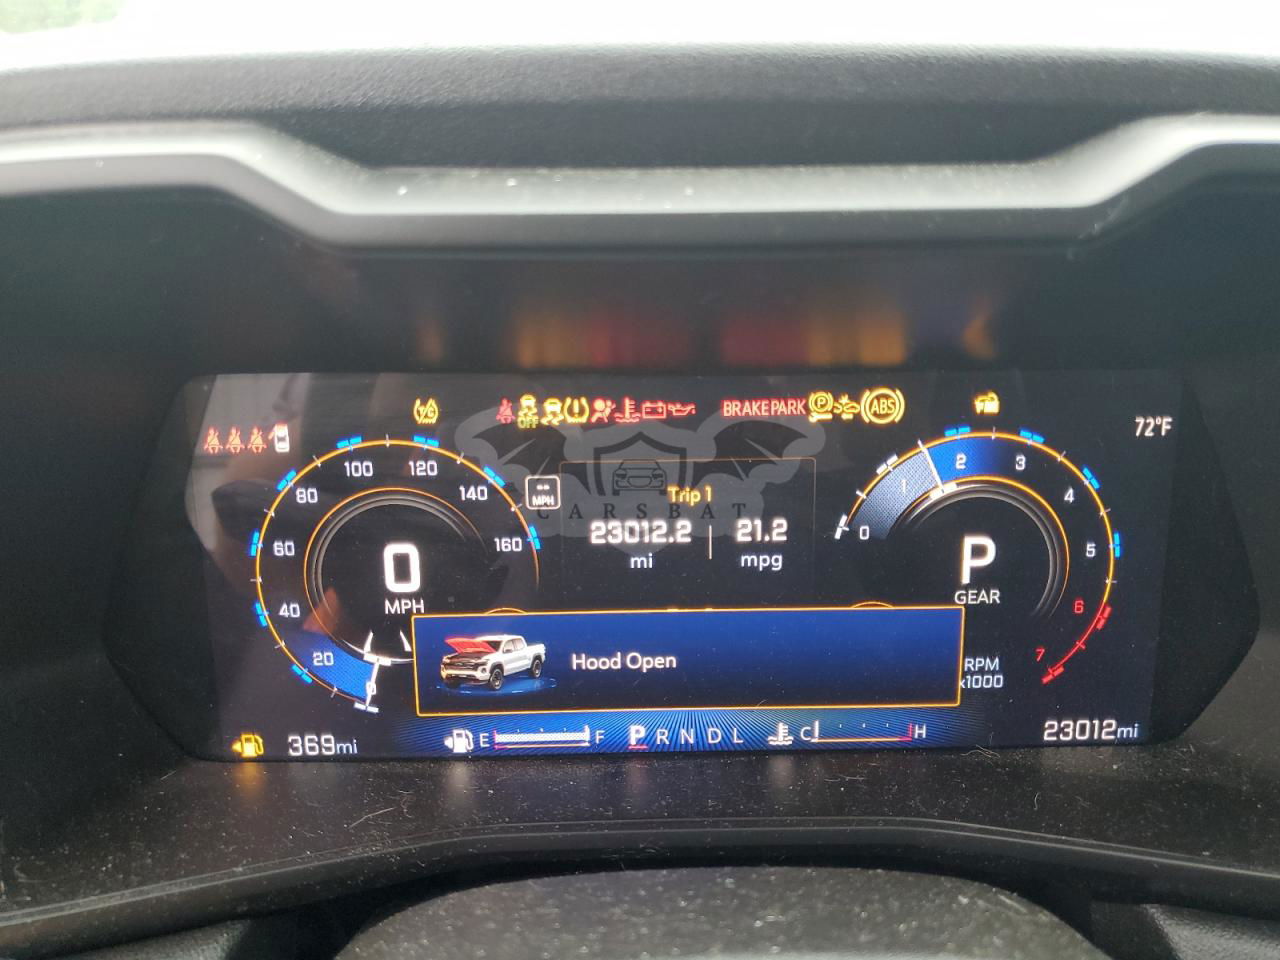 OFF
BRAKE PARK
P
ABS
72°F
20
40
60
80
100
120
140
160
0
MPH
--
MPH
CARSBAT
Trip 1
23012.2 mi
21.2 mpg
0
1
2
3
4
5
6
7
P
GEAR
RPM
x1000
Hood Open
369mi
E F
P R N D L
C H
23012mi